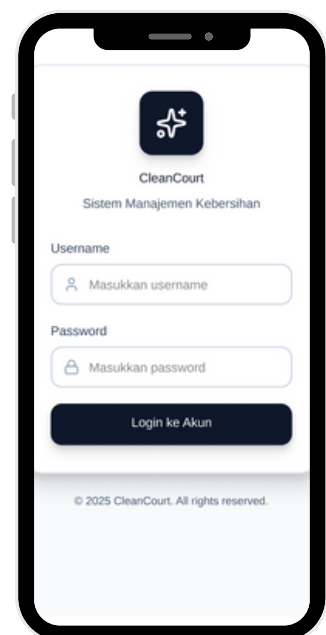 CleanCourt
Sistem Manajemen Kebersihan
Username
Masukkan username
Password
Masukkan password
Login ke Akun
© 2025 CleanCourt. All rights reserved.